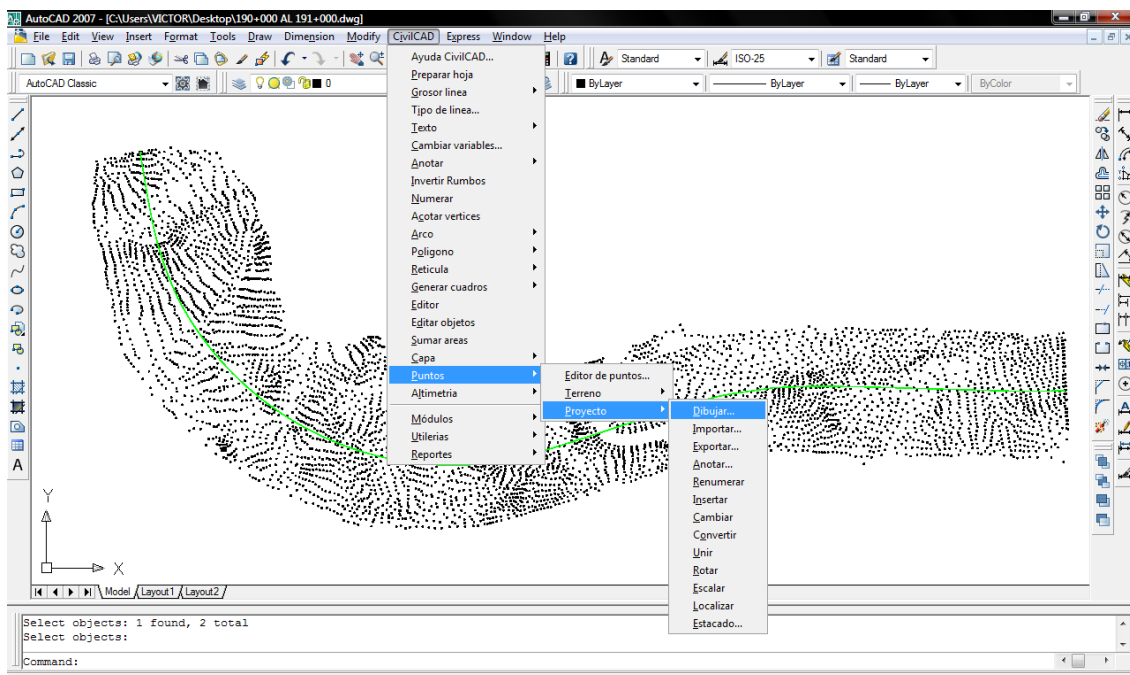 AutoCAD 2007 - [C:\Users\VICTOR\Desktop\190+000 AL 191+000.dwg]
File Edit View Insert Format Tools Draw Dimension Modify CivilCAD Express Window Help
Standard ISO-25 Standard
AutoCAD Classic 0 ByLayer ByLayer ByLayer ByColor
Ayuda CivilCAD...
Preparar hoja
Grosor linea
Tipo de linea...
Texto
Cambiar variables...
Anotar
Invertir Rumbos
Numerar
Acotar vertices
Arco
Poligono
Reticula
Generar cuadros
Editor
Editar objetos
Sumar areas
Capa
Puntos
Altimetria
Módulos
Utilerias
Reportes
Editor de puntos...
Terreno
Proyecto
Dibujar...
Importar...
Exportar...
Anotar...
Renumerar
Insertar
Cambiar
Convertir
Unir
Rotar
Escalar
Localizar
Estacado...
A
Y
X
Model Layout1 Layout2
Select objects: 1 found, 2 total
Select objects:
Command: